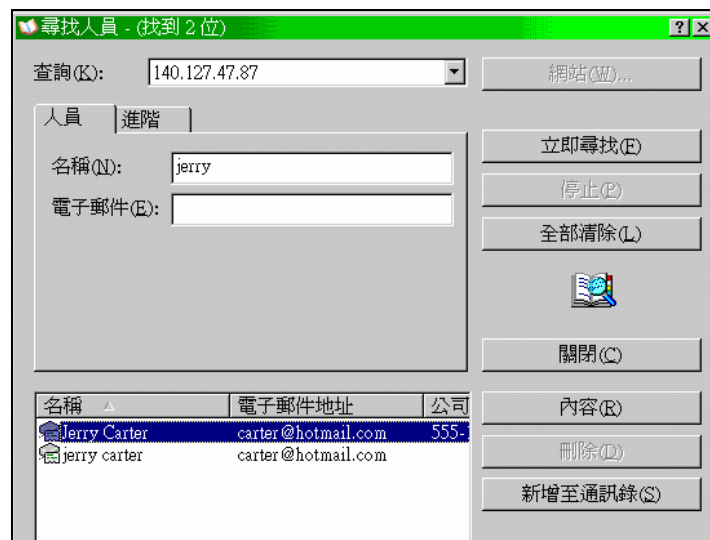 尋找人員 - (找到 2 位)
查詢(K): 140.127.47.87
網站(W)...
人員 進階
立即尋找(F)
名稱(N): jerry
停止(P)
電子郵件(E):
全部清除(L)
關閉(C)
名稱 電子郵件地址 公司
內容(R)
Jerry Carter carter@hotmail.com 555-
jerry carter carter@hotmail.com
刪除(D)
新增至通訊錄(S)